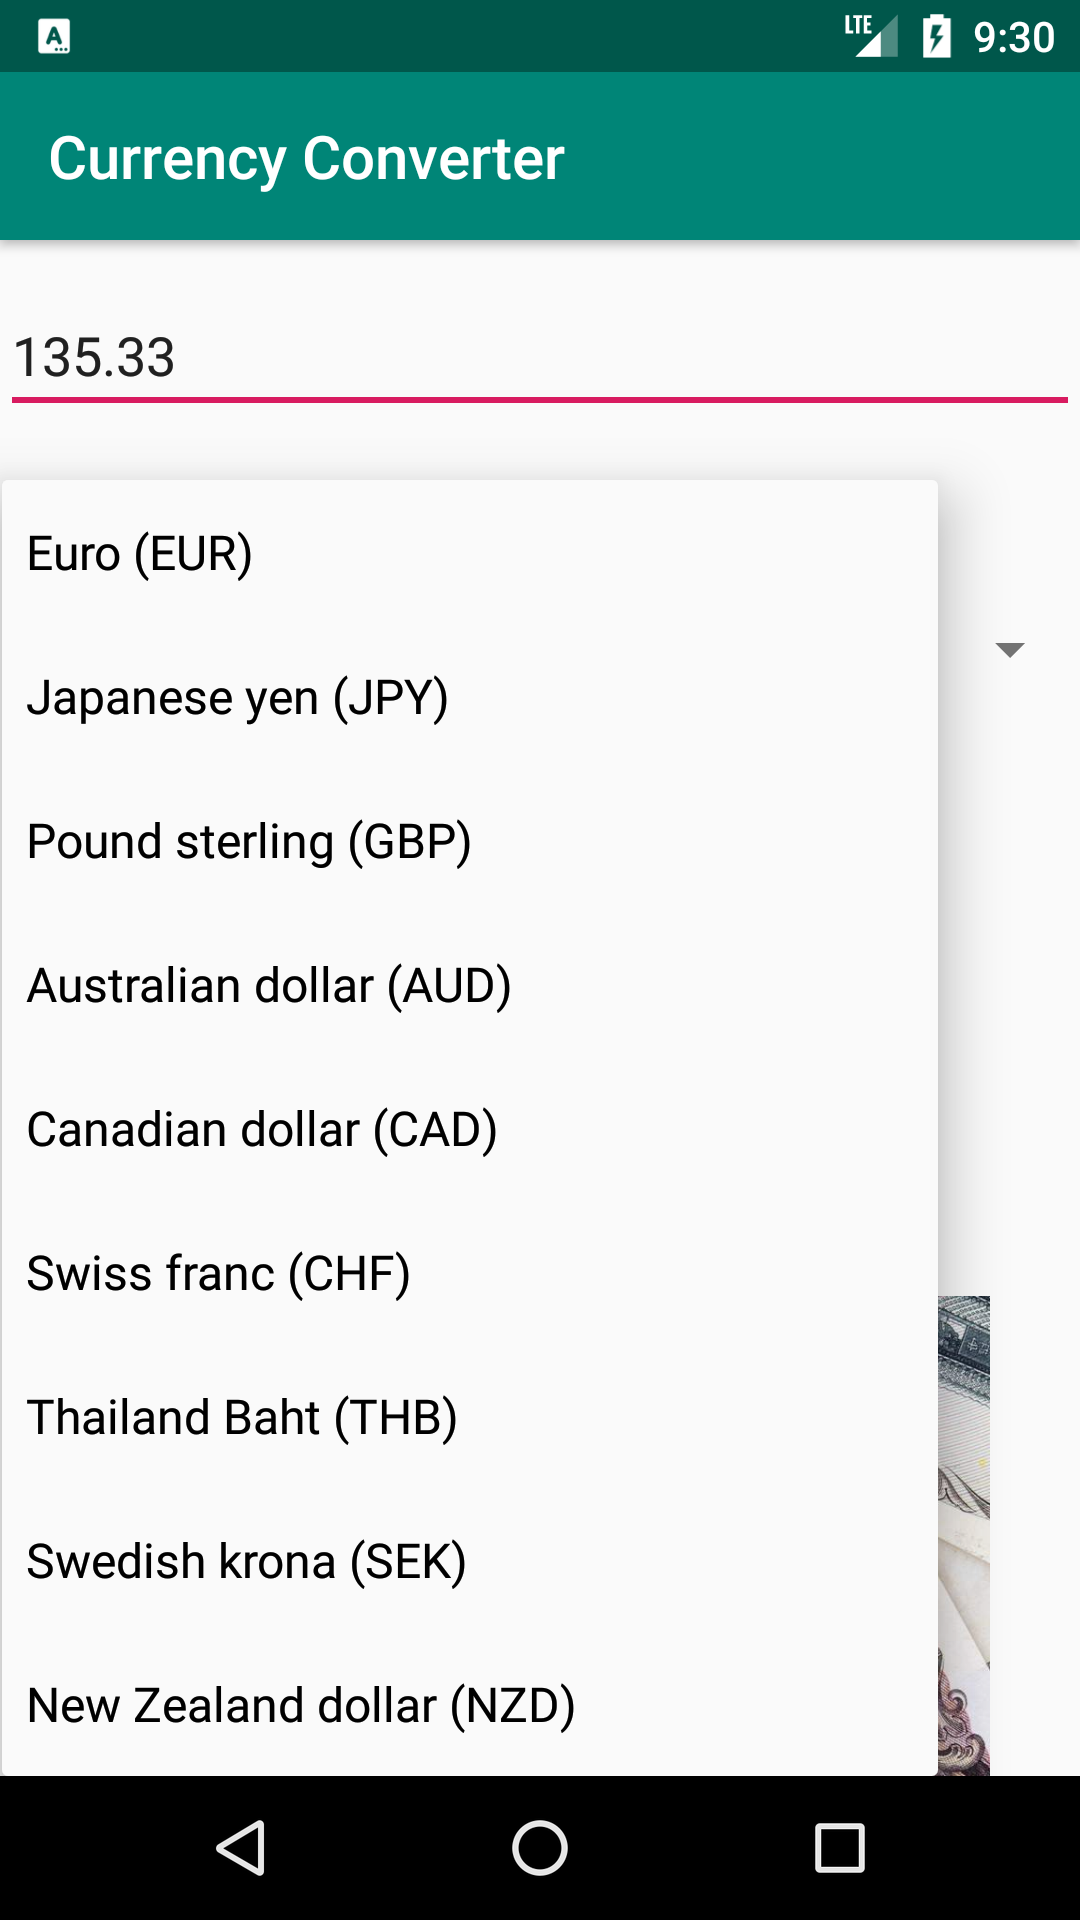 LTE 9:30
Currency Converter
135.33
Euro (EUR)
Japanese yen (JPY)
Pound sterling (GBP)
Australian dollar (AUD)
Canadian dollar (CAD)
Swiss franc (CHF)
Thailand Baht (THB)
Swedish krona (SEK)
New Zealand dollar (NZD)